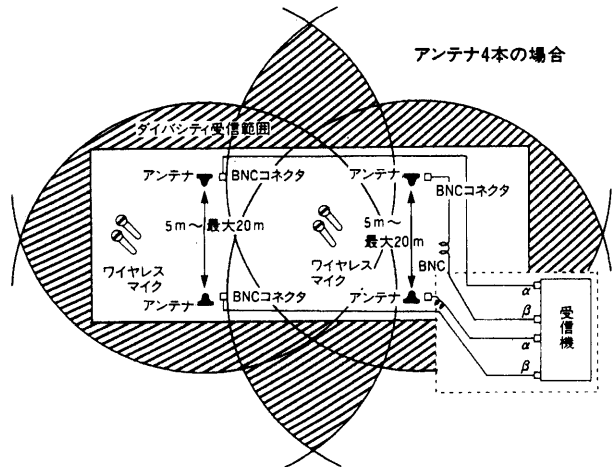 アンテナ4本の場合
ダイバシティ受信範囲
アンテナ
BNCコネクタ
アンテナ
BNCコネクタ
5m～最大20m
5m～
最大20m
ワイヤレス
マイク
ワイヤレス
マイク
BNC
アンテナ
BNCコネクタ
アンテナ
α
β
α
β
受信機